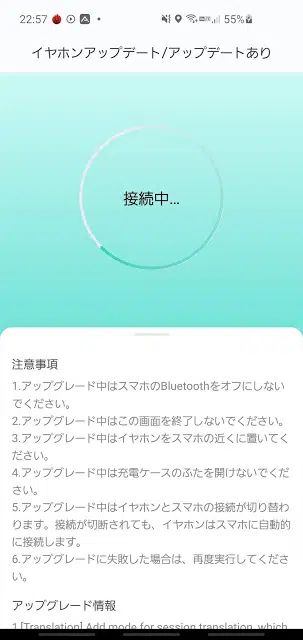 22:57 55%
イヤホンアップデート/アップデートあり
接続中...
注意事項
1.アップグレード中はスマホのBluetoothをオフにしない
でください。
2.アップグレード中はこの画面を終了しないでください。
3.アップグレード中はイヤホンをスマホの近くに置いてく
ださい。
4.アップグレード中は充電ケースのふたを開けないでくだ
さい。
5.アップグレード中はイヤホンとスマホの接続が切り替わ
ります。接続が切断されても、イヤホンはスマホに自動的
に接続します。
6.アップグレードに失敗した場合は、再度実行してくださ
い。
アップグレード情報
1.[Translation] Add mode for session translation, which